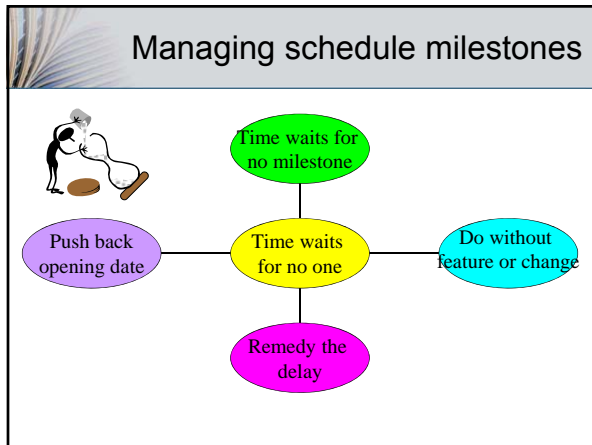 Managing schedule milestones
Time waits for
no milestone
Push back
opening date
Time waits
for no one
Do without
feature or change
Remedy the
delay